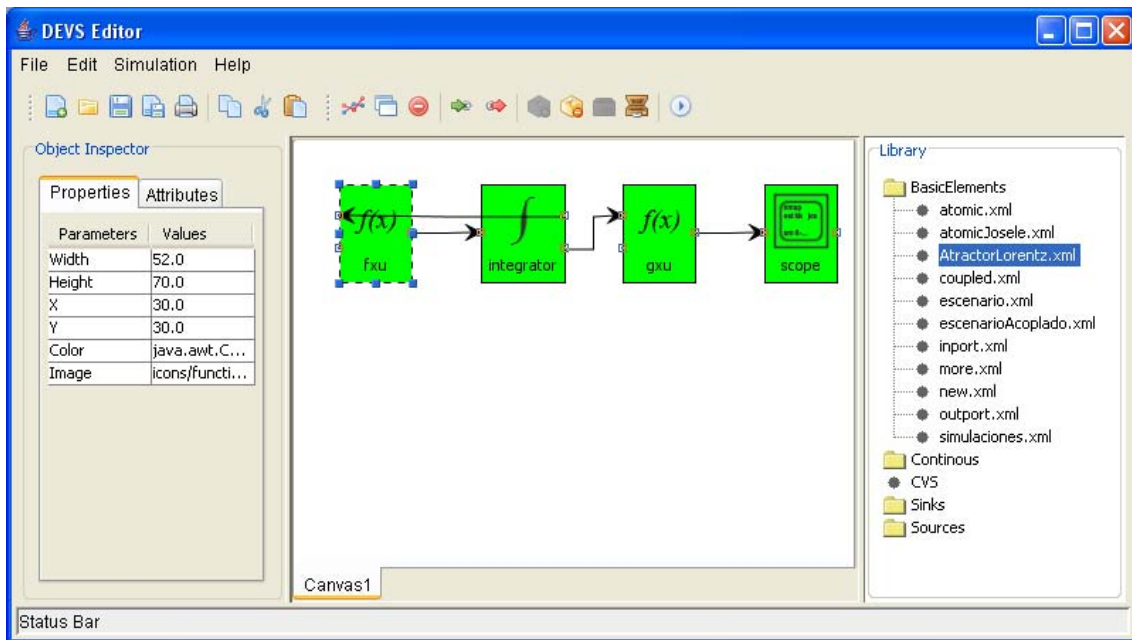 DEVS Editor
File Edit Simulation Help
Object Inspector
Properties Attributes
Parameters Values
Width 52.0
Height 70.0
X 30.0
Y 30.0
Color java.awt.C...
Image icons/functi...
f(x)
fxu
∫
integrator
f(x)
gxu
scope
Canvas1
Library
BasicElements
atomic.xml
atomicJosele.xml
AtractorLorentz.xml
coupled.xml
escenario.xml
escenarioAcoplado.xml
inport.xml
more.xml
new.xml
outport.xml
simulaciones.xml
Continous
CVS
Sinks
Sources
Status Bar